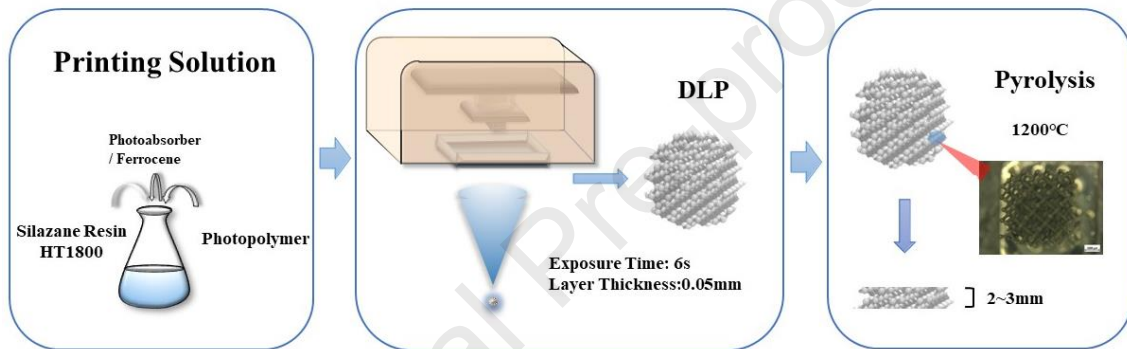 Printing Solution
Photoabsorber
/ Ferrocene
Silazane Resin
HT1800
Photopolymer
DLP
Exposure Time: 6s
Layer Thickness:0.05mm
Pyrolysis
1200℃
2~3mm